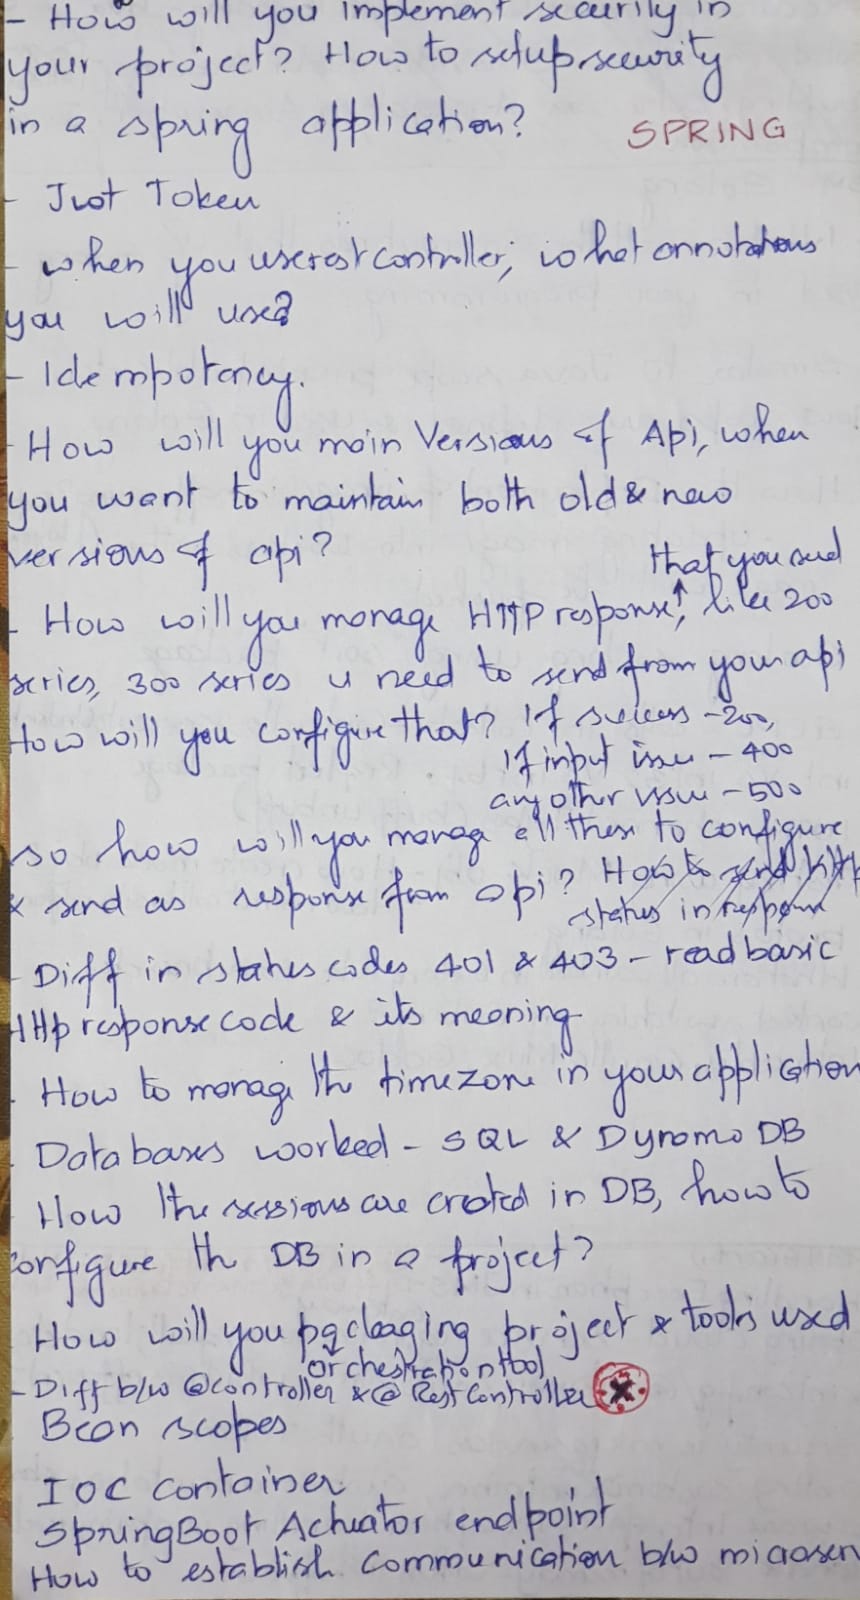 - How will you implement security in
your project? How to setup security
in a spring application?
SPRING
- Jwt Token
- when you use rest controller, what annotations
you will use?
- Idempotency.
- How will you main Versions of Api, when
you want to maintain both old & new
versions of api?
that you send
- How will you manage HTTP response, like 200
series, 300 series u need to send from your api
How will you configure that? If success - 200,
If input issue - 400
any other issue - 500
so how will you manage all these to configure
& send as response from api? How to send http
status in response
- Diff in status codes 401 & 403 - read basic
Http response code & its meaning
- How to manage the timezone in your application
- Databases worked - SQL & Dynamo DB
- How the sessions are created in DB, how to
configure the DB in a project?
- How will you packaging project & tools used
orchestration tool
- Diff b/w @controller & @RestController
Bean scopes
IOC container
SpringBoot Actuator endpoint
How to establish communication b/w microser